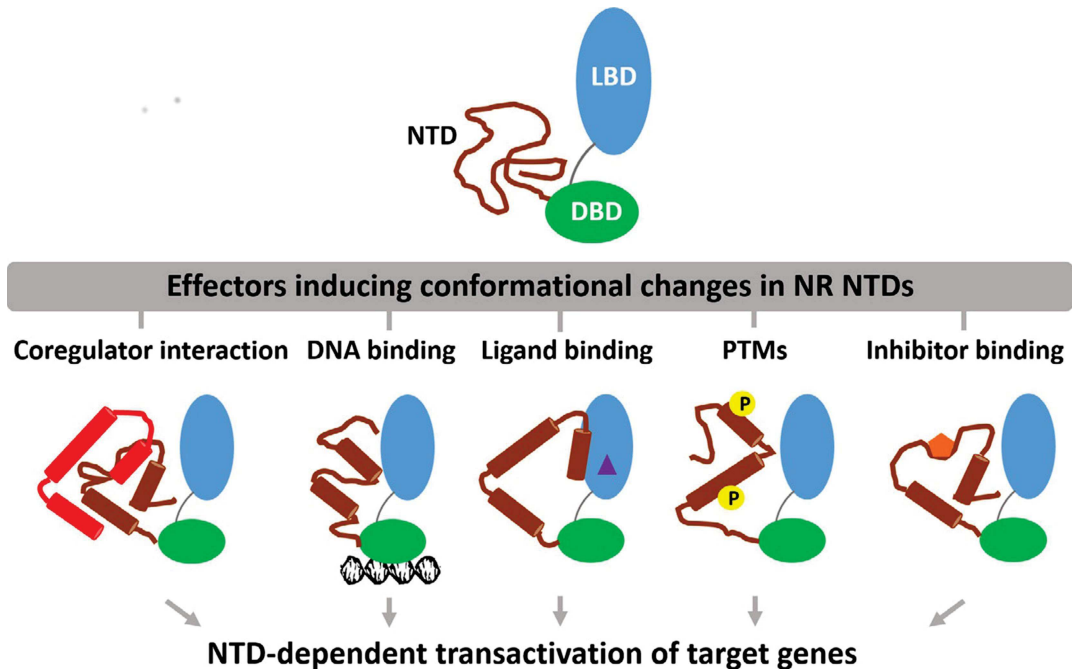 LBD
NTD
DBD
Effectors inducing conformational changes in NR NTDs
Coregulator interaction
DNA binding
Ligand binding
PTMs
Inhibitor binding
P
P
NTD-dependent transactivation of target genes